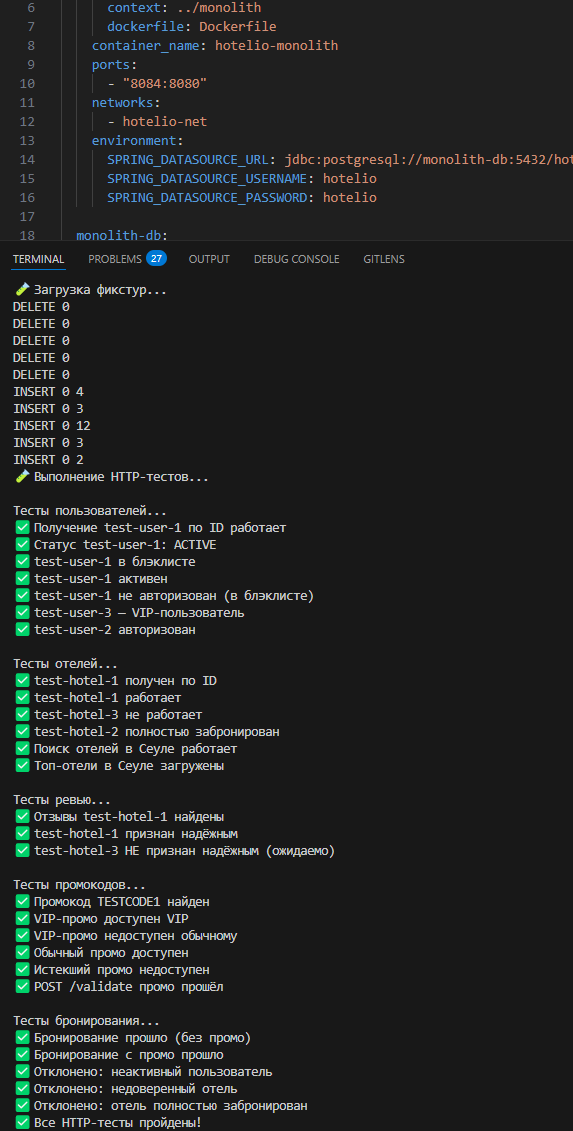 6 context: ../monolith
7 dockerfile: Dockerfile
8 container_name: hotelio-monolith
9 ports:
10 - "8084:8080"
11 networks:
12 - hotelio-net
13 environment:
14 SPRING_DATASOURCE_URL: jdbc:postgresql://monolith-db:5432/hot
15 SPRING_DATASOURCE_USERNAME: hotelio
16 SPRING_DATASOURCE_PASSWORD: hotelio
17
18 monolith-db:
TERMINAL PROBLEMS 27 OUTPUT DEBUG CONSOLE GITLENS
🧪 Загрузка фикстур...
DELETE 0
DELETE 0
DELETE 0
DELETE 0
DELETE 0
INSERT 0 4
INSERT 0 3
INSERT 0 12
INSERT 0 3
INSERT 0 2
🧪 Выполнение HTTP-тестов...
Тесты пользователей...
✅ Получение test-user-1 по ID работает
✅ Статус test-user-1: ACTIVE
✅ test-user-1 в блэклисте
✅ test-user-1 активен
✅ test-user-1 не авторизован (в блэклисте)
✅ test-user-3 — VIP-пользователь
✅ test-user-2 авторизован
Тесты отелей...
✅ test-hotel-1 получен по ID
✅ test-hotel-1 работает
✅ test-hotel-3 не работает
✅ test-hotel-2 полностью забронирован
✅ Поиск отелей в Сеуле работает
✅ Топ-отели в Сеуле загружены
Тесты ревью...
✅ Отзывы test-hotel-1 найдены
✅ test-hotel-1 признан надёжным
✅ test-hotel-3 НЕ признан надёжным (ожидаемо)
Тесты промокодов...
✅ Промокод TESTCODE1 найден
✅ VIP-промо доступен VIP
✅ VIP-промо недоступен обычному
✅ Обычный промо доступен
✅ Истекший промо недоступен
✅ POST /validate промо прошёл
Тесты бронирования...
✅ Бронирование прошло (без промо)
✅ Бронирование с промо прошло
✅ Отклонено: неактивный пользователь
✅ Отклонено: недоверенный отель
✅ Отклонено: отель полностью забронирован
✅ Все HTTP-тесты пройдены!